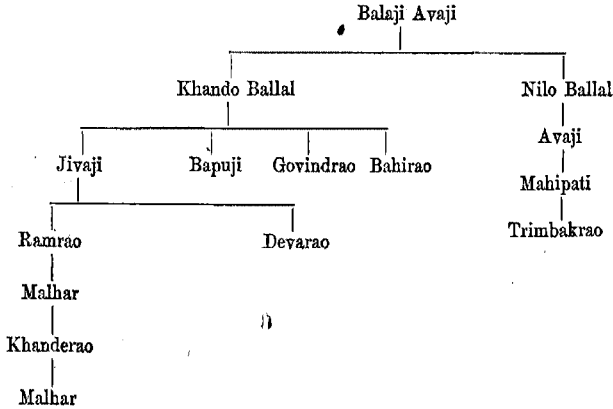 Balaji Avaji
Khando Ballal Nilo Ballal
Avaji
Jivaji Bapuji Govindrao Bahirao
Mahipati
Trimbakrao
Ramrao Devarao
Malhar
Khanderao
Malhar